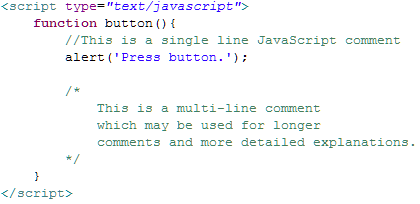 <script type="text/javascript">
    function button(){
        //This is a single line JavaScript comment
        alert('Press button.');

        /*
            This is a multi-line comment
            which may be used for longer
            comments and more detailed explanations.
        */
    }
</script>